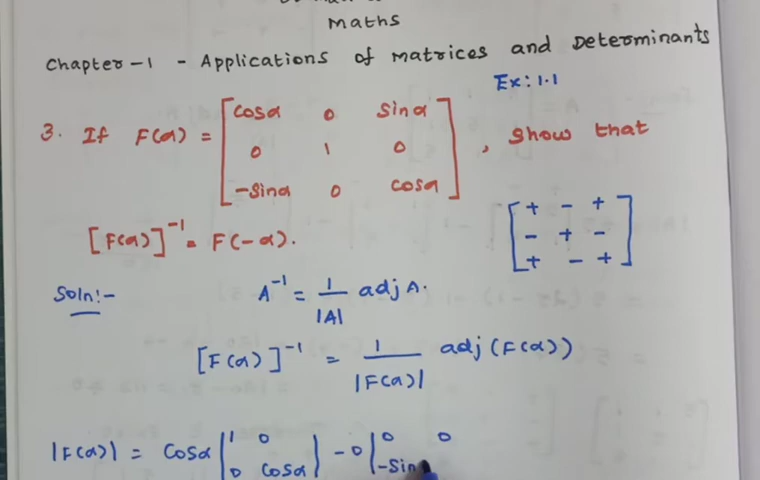 Maths
Chapter-1 - Applications of Matrices and Determinants
Ex: 1.1
3. If F(α) = [cosα 0 sinα
0 1 0
-sinα 0 cosα], show that
[F(α)]⁻¹ = F(-α).
[+ - +
- + -
+ - +]
Soln:- A⁻¹ = 1/|A| adj A.
[F(α)]⁻¹ = 1/|F(α)| adj(F(α))
|F(α)| = cosα |1 0
0 cosα| - 0 |0 0
-Sin